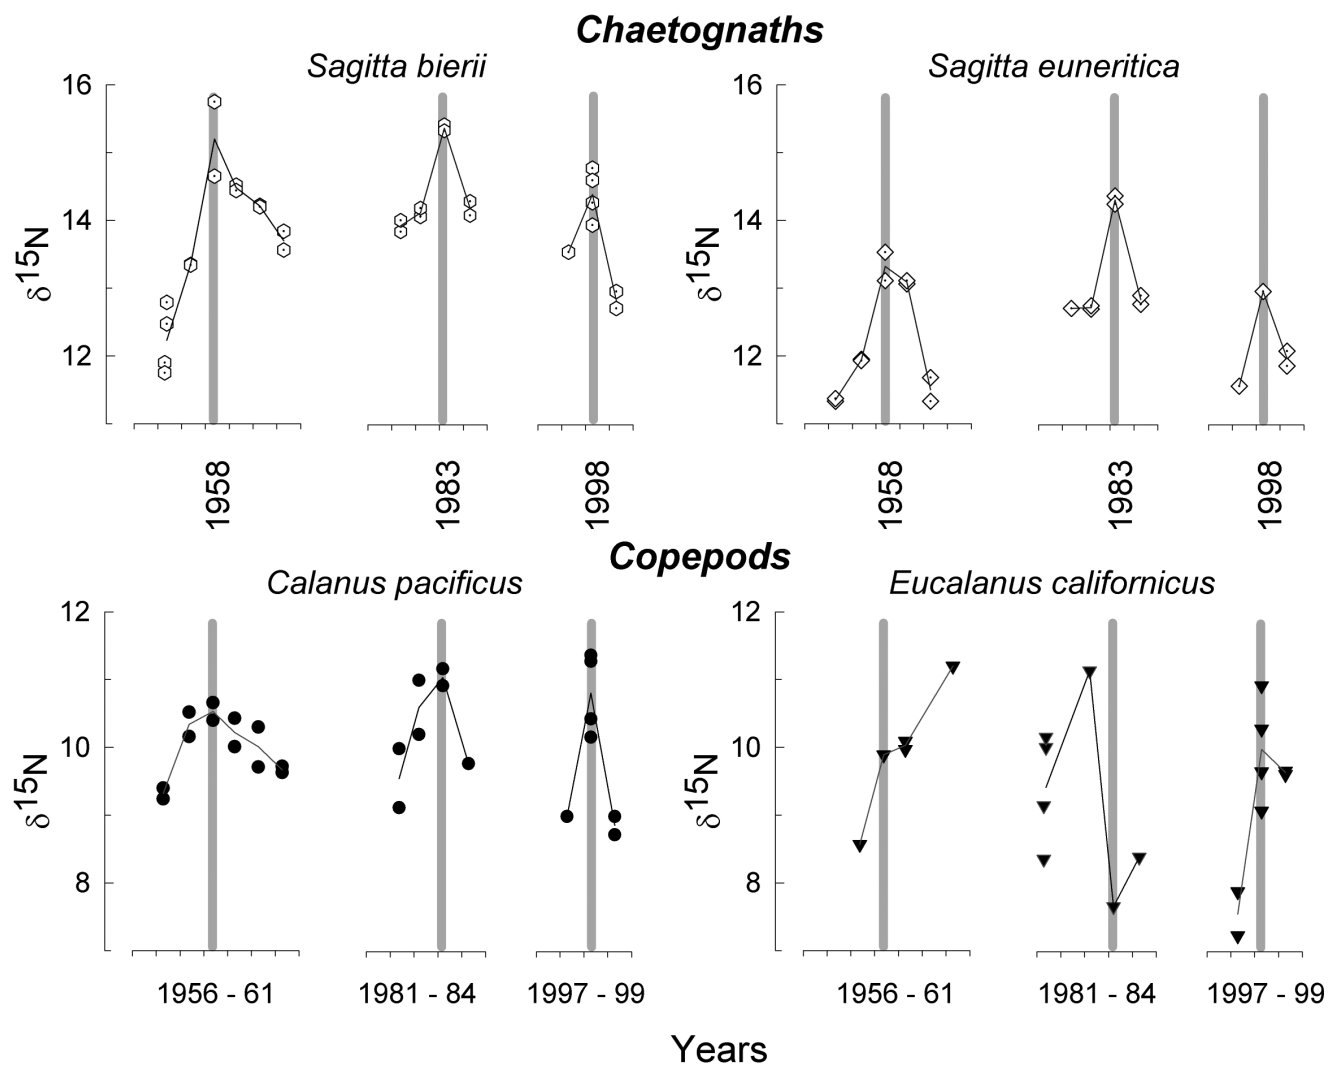 Chaetognaths
Sagitta bierii
Sagitta euneritica
16
14
12
δ15N
1958
1983
1998
16
14
12
δ15N
1958
1983
1998
Copepods
Calanus pacificus
Eucalanus californicus
12
10
8
δ15N
1956 - 61
1981 - 84
1997 - 99
12
10
8
δ15N
1956 - 61
1981 - 84
1997 - 99
Years